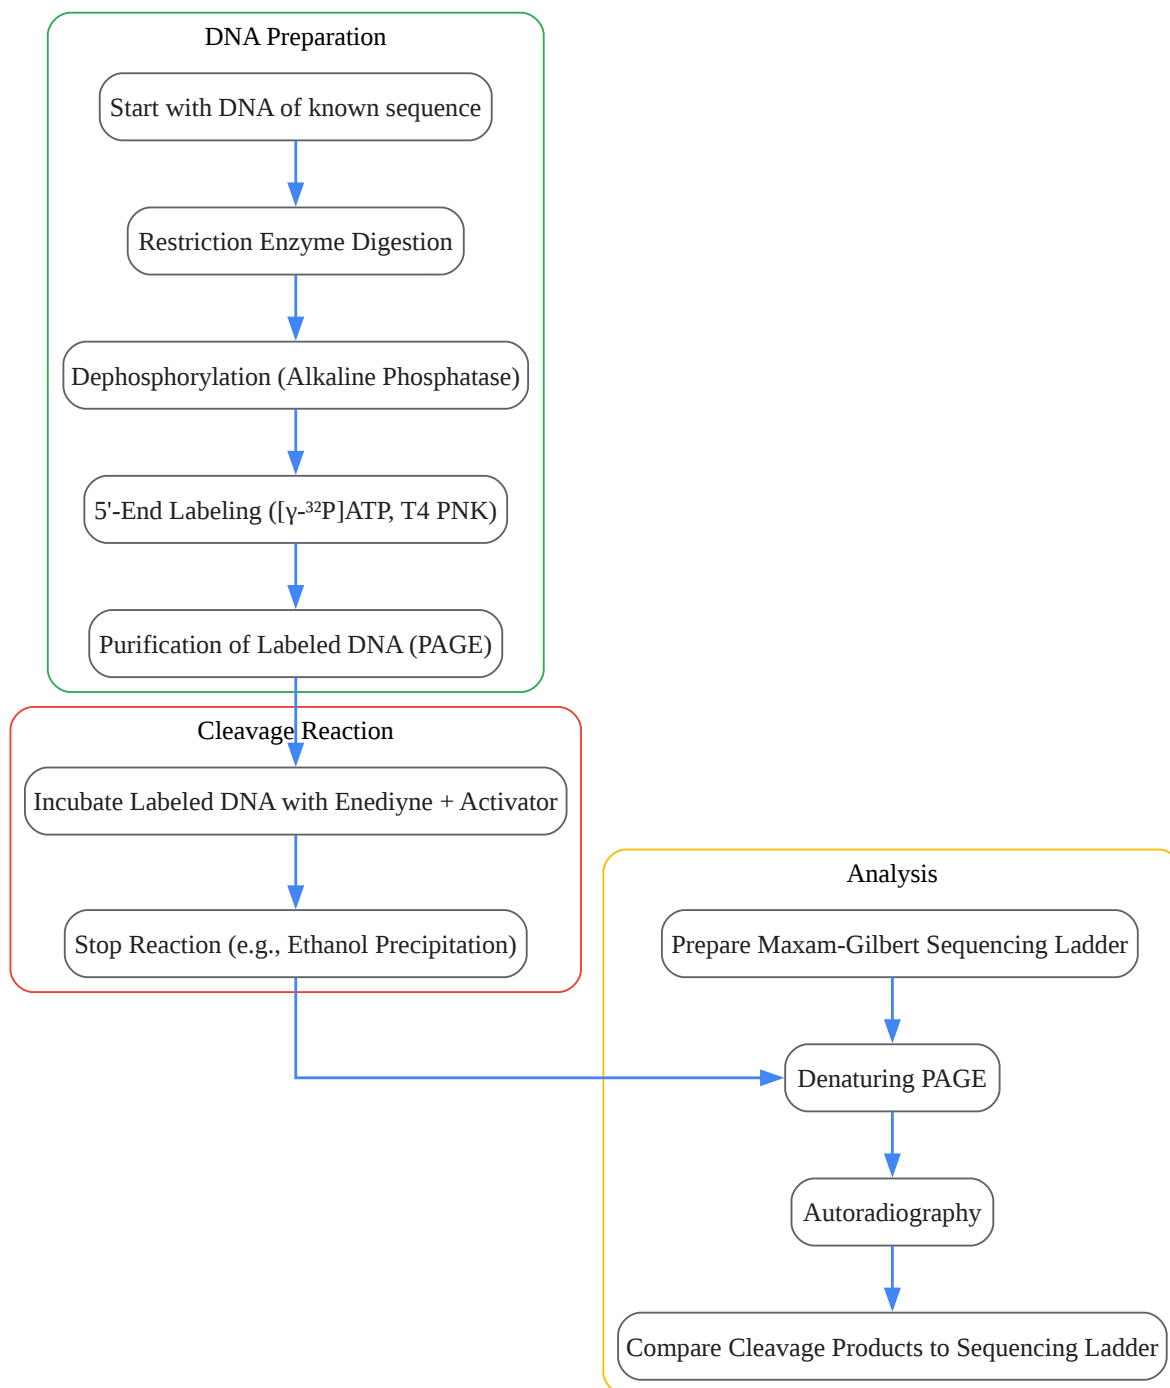 DNA Preparation
Start with DNA of known sequence
Restriction Enzyme Digestion
Dephosphorylation (Alkaline Phosphatase)
5'-End Labeling ([γ-³²P]ATP, T4 PNK)
Purification of Labeled DNA (PAGE)
Cleavage Reaction
Incubate Labeled DNA with Enediyne + Activator
Stop Reaction (e.g., Ethanol Precipitation)
Analysis
Prepare Maxam-Gilbert Sequencing Ladder
Denaturing PAGE
Autoradiography
Compare Cleavage Products to Sequencing Ladder